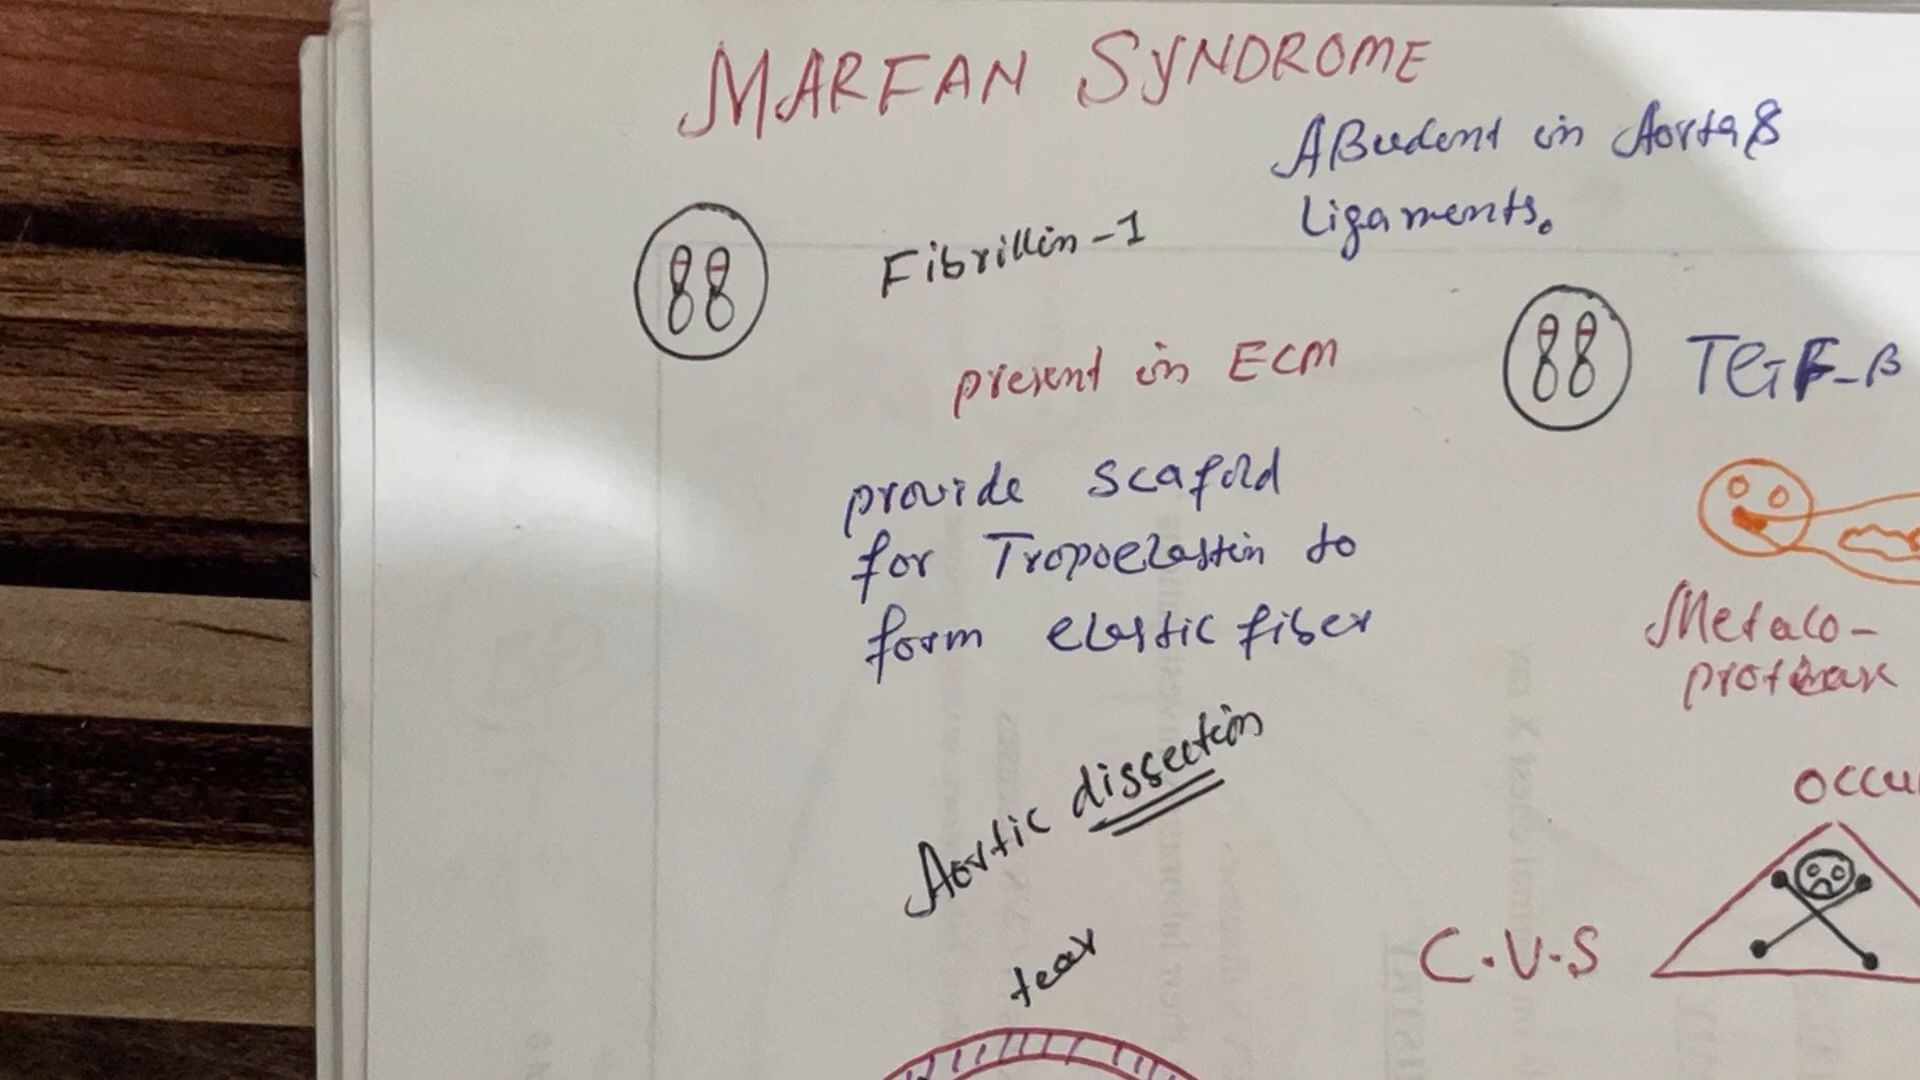 MARFAN SYNDROME
ABudent in Aorta &
Ligaments.
Fibrillin-1
present in ECM
provide scafold
for Tropoelastin to
form elastic fiber
TGF-β
Metalo-
Aortic dissection
tear
occu
C.V.S